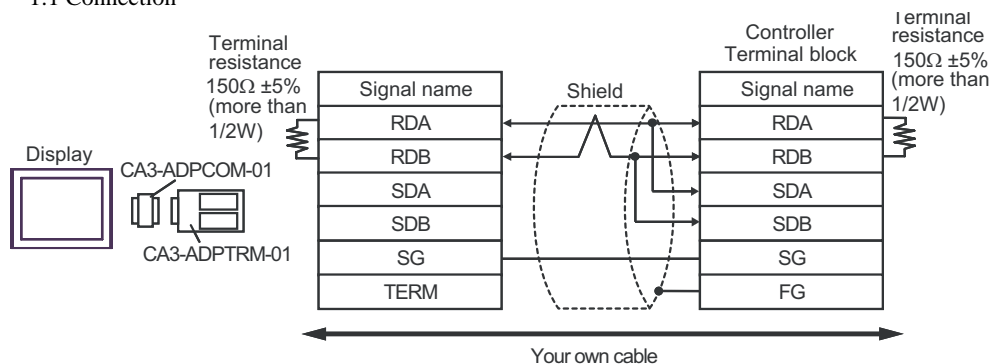 1:1 Connection
Terminal
resistance
150Ω ±5%
(more than
1/2W)
Display
CA3-ADPCOM-01
CA3-ADPTRM-01
Signal name
RDA
RDB
SDA
SDB
SG
TERM
Shield
Controller
Terminal block
Signal name
RDA
RDB
SDA
SDB
SG
FG
Terminal
resistance
150Ω ±5%
(more than
1/2W)
Your own cable